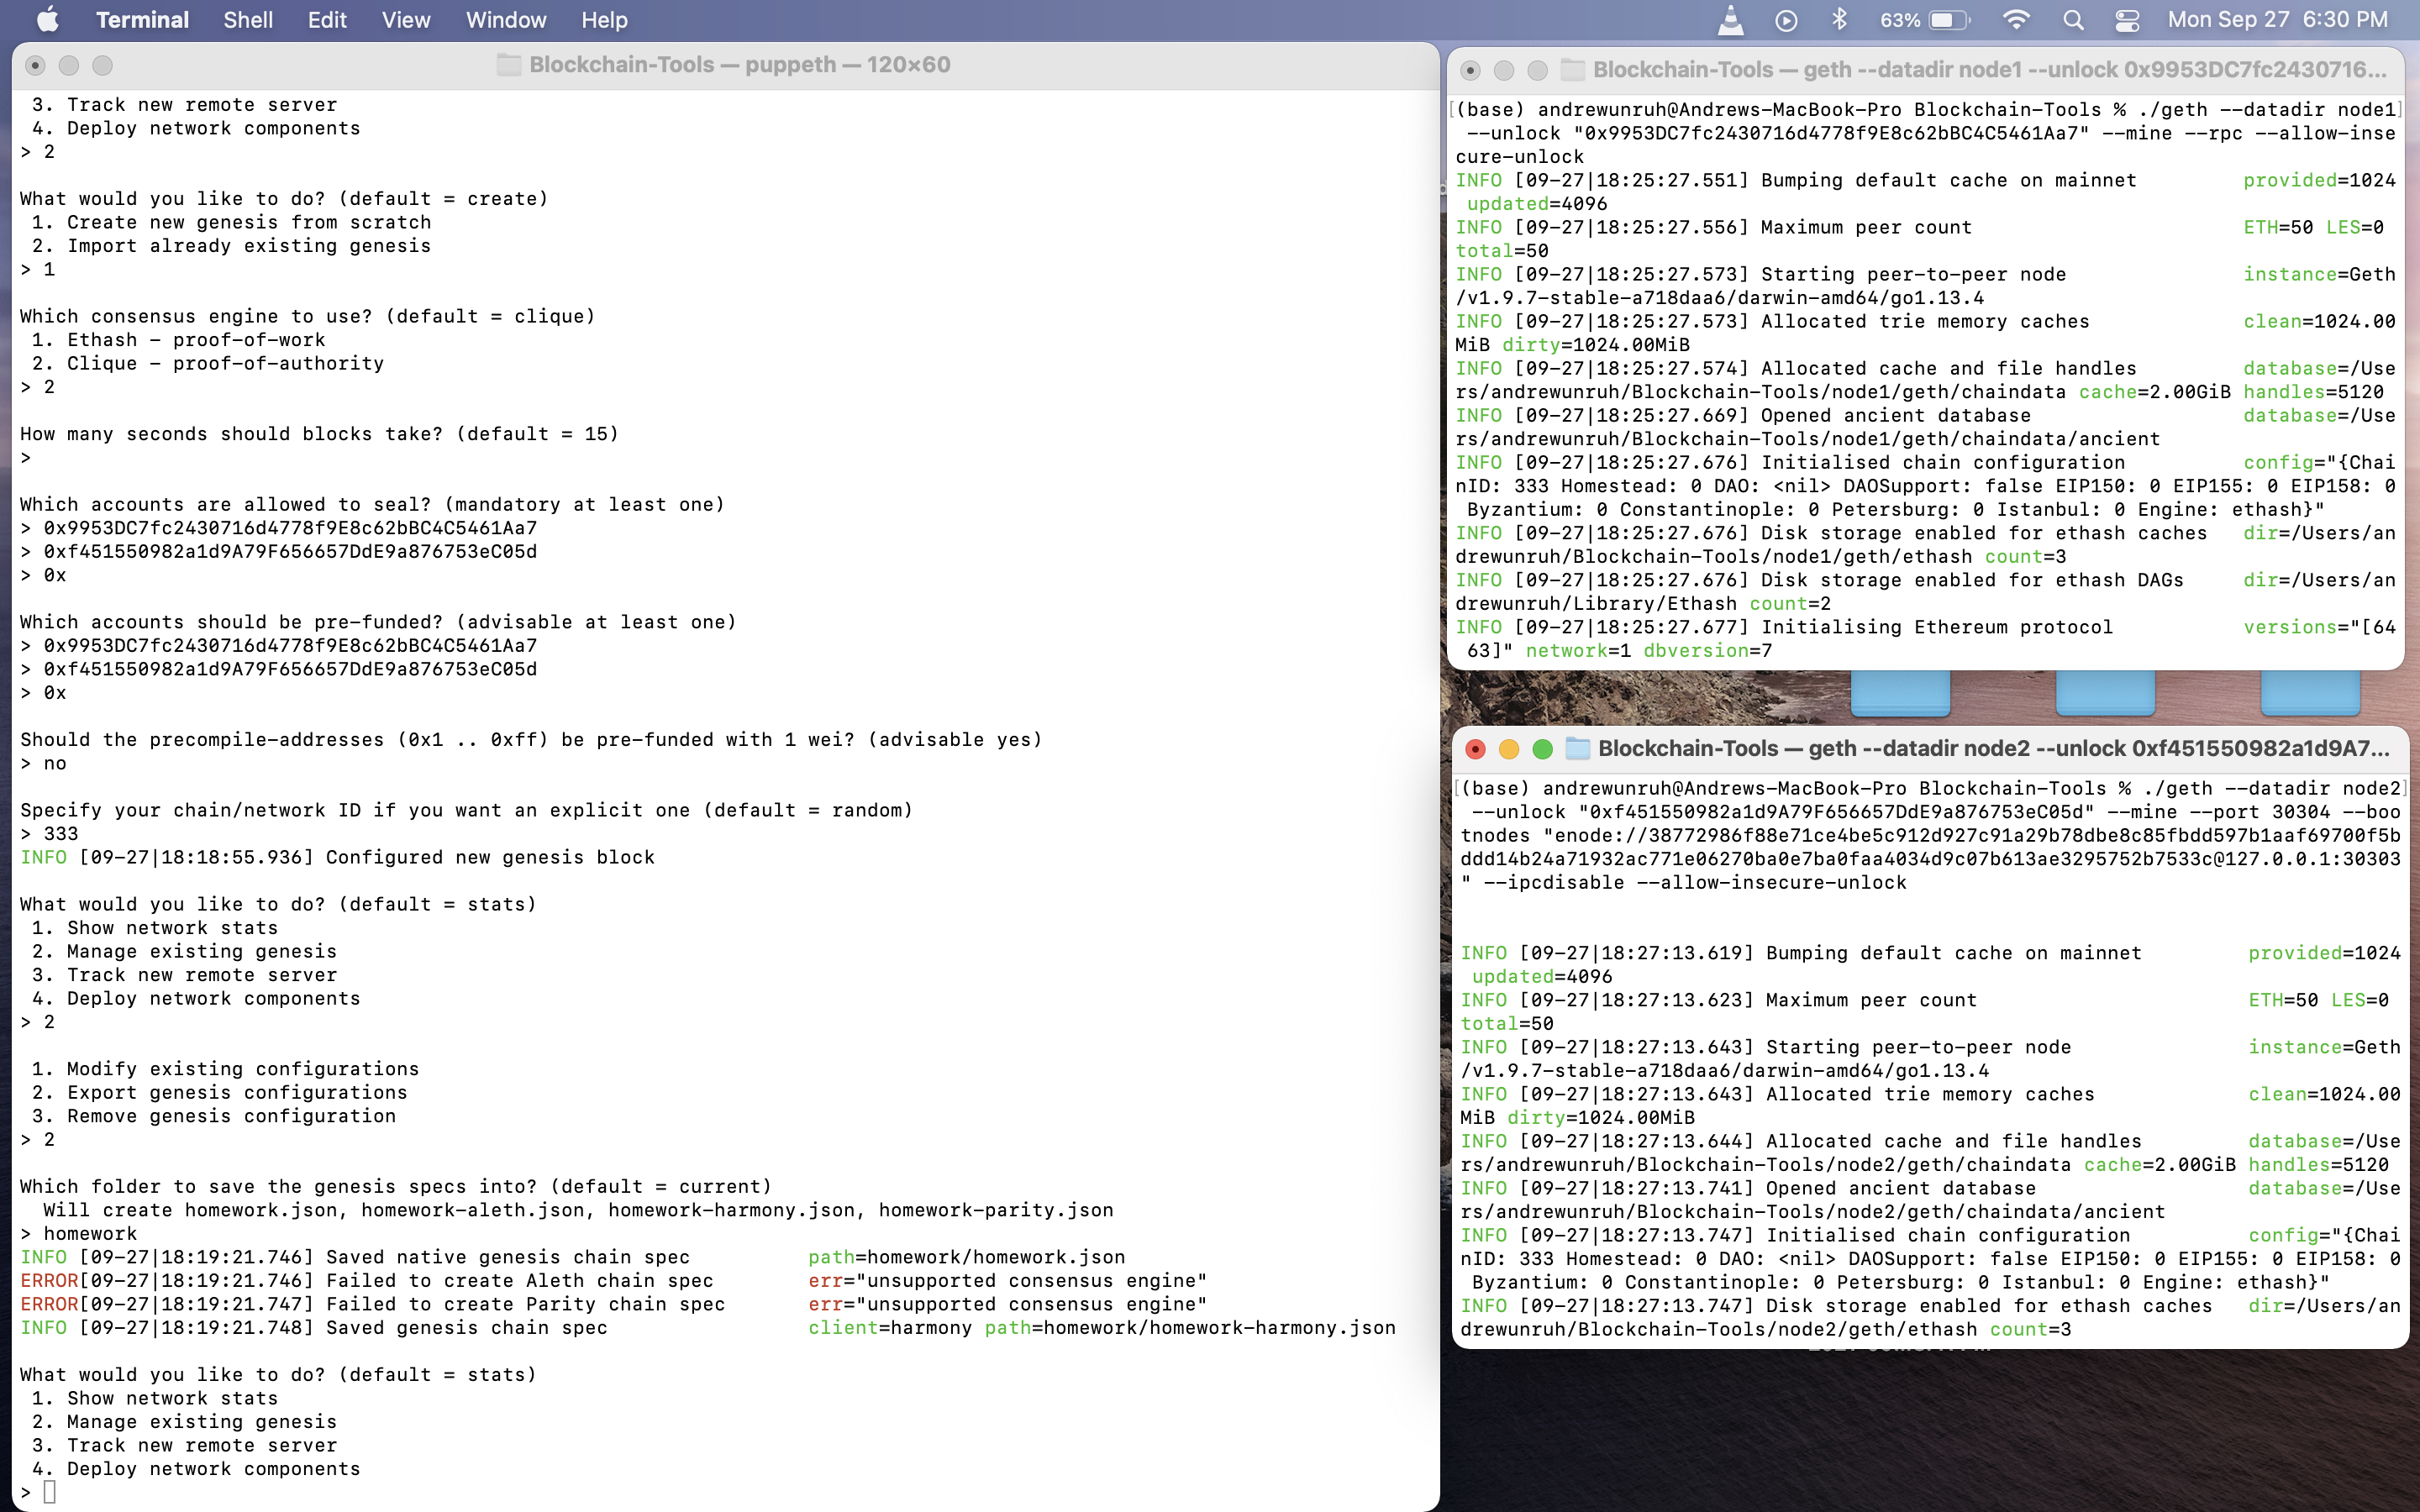 Terminal Shell Edit View Window Help 63% Mon Sep 27 6:30 PM
Blockchain-Tools — puppeth — 120×60
3. Track new remote server
4. Deploy network components
> 2
What would you like to do? (default = create)
1. Create new genesis from scratch
2. Import already existing genesis
> 1
Which consensus engine to use? (default = clique)
1. Ethash - proof-of-work
2. Clique - proof-of-authority
> 2
How many seconds should blocks take? (default = 15)
>
Which accounts are allowed to seal? (mandatory at least one)
> 0x9953DC7fc2430716d4778f9E8c62bBC4C5461Aa7
> 0xf451550982a1d9A79F656657DdE9a876753eC05d
> 0x
Which accounts should be pre-funded? (advisable at least one)
> 0x9953DC7fc2430716d4778f9E8c62bBC4C5461Aa7
> 0xf451550982a1d9A79F656657DdE9a876753eC05d
> 0x
Should the precompile-addresses (0x1 .. 0xff) be pre-funded with 1 wei? (advisable yes)
> no
Specify your chain/network ID if you want an explicit one (default = random)
> 333
INFO [09-27|18:18:55.936] Configured new genesis block
What would you like to do? (default = stats)
1. Show network stats
2. Manage existing genesis
3. Track new remote server
4. Deploy network components
> 2
1. Modify existing configurations
2. Export genesis configurations
3. Remove genesis configuration
> 2
Which folder to save the genesis specs into? (default = current)
Will create homework.json, homework-aleth.json, homework-harmony.json, homework-parity.json
> homework
INFO [09-27|18:19:21.746] Saved native genesis chain spec path=homework/homework.json
ERROR[09-27|18:19:21.746] Failed to create Aleth chain spec err="unsupported consensus engine"
ERROR[09-27|18:19:21.747] Failed to create Parity chain spec err="unsupported consensus engine"
INFO [09-27|18:19:21.748] Saved genesis chain spec client=harmony path=homework/homework-harmony.json
What would you like to do? (default = stats)
1. Show network stats
2. Manage existing genesis
3. Track new remote server
4. Deploy network components
>
Blockchain-Tools — geth --datadir node1 --unlock 0x9953DC7fc2430716...
[(base) andrewunruh@Andrews-MacBook-Pro Blockchain-Tools % ./geth --datadir node1]
--unlock "0x9953DC7fc2430716d4778f9E8c62bBC4C5461Aa7" --mine --rpc --allow-inse
cure-unlock
INFO [09-27|18:25:27.551] Bumping default cache on mainnet provided=1024
updated=4096
INFO [09-27|18:25:27.556] Maximum peer count ETH=50 LES=0
total=50
INFO [09-27|18:25:27.573] Starting peer-to-peer node instance=Geth
/v1.9.7-stable-a718daa6/darwin-amd64/go1.13.4
INFO [09-27|18:25:27.573] Allocated trie memory caches clean=1024.00
MiB dirty=1024.00MiB
INFO [09-27|18:25:27.574] Allocated cache and file handles database=/Use
rs/andrewunruh/Blockchain-Tools/node1/geth/chaindata cache=2.00GiB handles=5120
INFO [09-27|18:25:27.669] Opened ancient database database=/Use
rs/andrewunruh/Blockchain-Tools/node1/geth/chaindata/ancient
INFO [09-27|18:25:27.676] Initialised chain configuration config="{Chai
nID: 333 Homestead: 0 DAO: <nil> DAOSupport: false EIP150: 0 EIP155: 0 EIP158: 0
Byzantium: 0 Constantinople: 0 Petersburg: 0 Istanbul: 0 Engine: ethash}"
INFO [09-27|18:25:27.676] Disk storage enabled for ethash caches dir=/Users/an
drewunruh/Blockchain-Tools/node1/geth/ethash count=3
INFO [09-27|18:25:27.676] Disk storage enabled for ethash DAGs dir=/Users/an
drewunruh/Library/Ethash count=2
INFO [09-27|18:25:27.677] Initialising Ethereum protocol versions="[64
63]" network=1 dbversion=7
Blockchain-Tools — geth --datadir node2 --unlock 0xf451550982a1d9A7...
[(base) andrewunruh@Andrews-MacBook-Pro Blockchain-Tools % ./geth --datadir node2]
--unlock "0xf451550982a1d9A79F656657DdE9a876753eC05d" --mine --port 30304 --boo
tnodes "enode://38772986f88e71ce4be5c912d927c91a29b78dbe8c85fbdd597b1aaf69700f5b
ddd14b24a71932ac771e06270ba0e7ba0faa4034d9c07b613ae3295752b7533c@127.0.0.1:30303
" --ipcdisable --allow-insecure-unlock
INFO [09-27|18:27:13.619] Bumping default cache on mainnet provided=1024
updated=4096
INFO [09-27|18:27:13.623] Maximum peer count ETH=50 LES=0
total=50
INFO [09-27|18:27:13.643] Starting peer-to-peer node instance=Geth
/v1.9.7-stable-a718daa6/darwin-amd64/go1.13.4
INFO [09-27|18:27:13.643] Allocated trie memory caches clean=1024.00
MiB dirty=1024.00MiB
INFO [09-27|18:27:13.644] Allocated cache and file handles database=/Use
rs/andrewunruh/Blockchain-Tools/node2/geth/chaindata cache=2.00GiB handles=5120
INFO [09-27|18:27:13.741] Opened ancient database database=/Use
rs/andrewunruh/Blockchain-Tools/node2/geth/chaindata/ancient
INFO [09-27|18:27:13.747] Initialised chain configuration config="{Chai
nID: 333 Homestead: 0 DAO: <nil> DAOSupport: false EIP150: 0 EIP155: 0 EIP158: 0
Byzantium: 0 Constantinople: 0 Petersburg: 0 Istanbul: 0 Engine: ethash}"
INFO [09-27|18:27:13.747] Disk storage enabled for ethash caches dir=/Users/an
drewunruh/Blockchain-Tools/node2/geth/ethash count=3